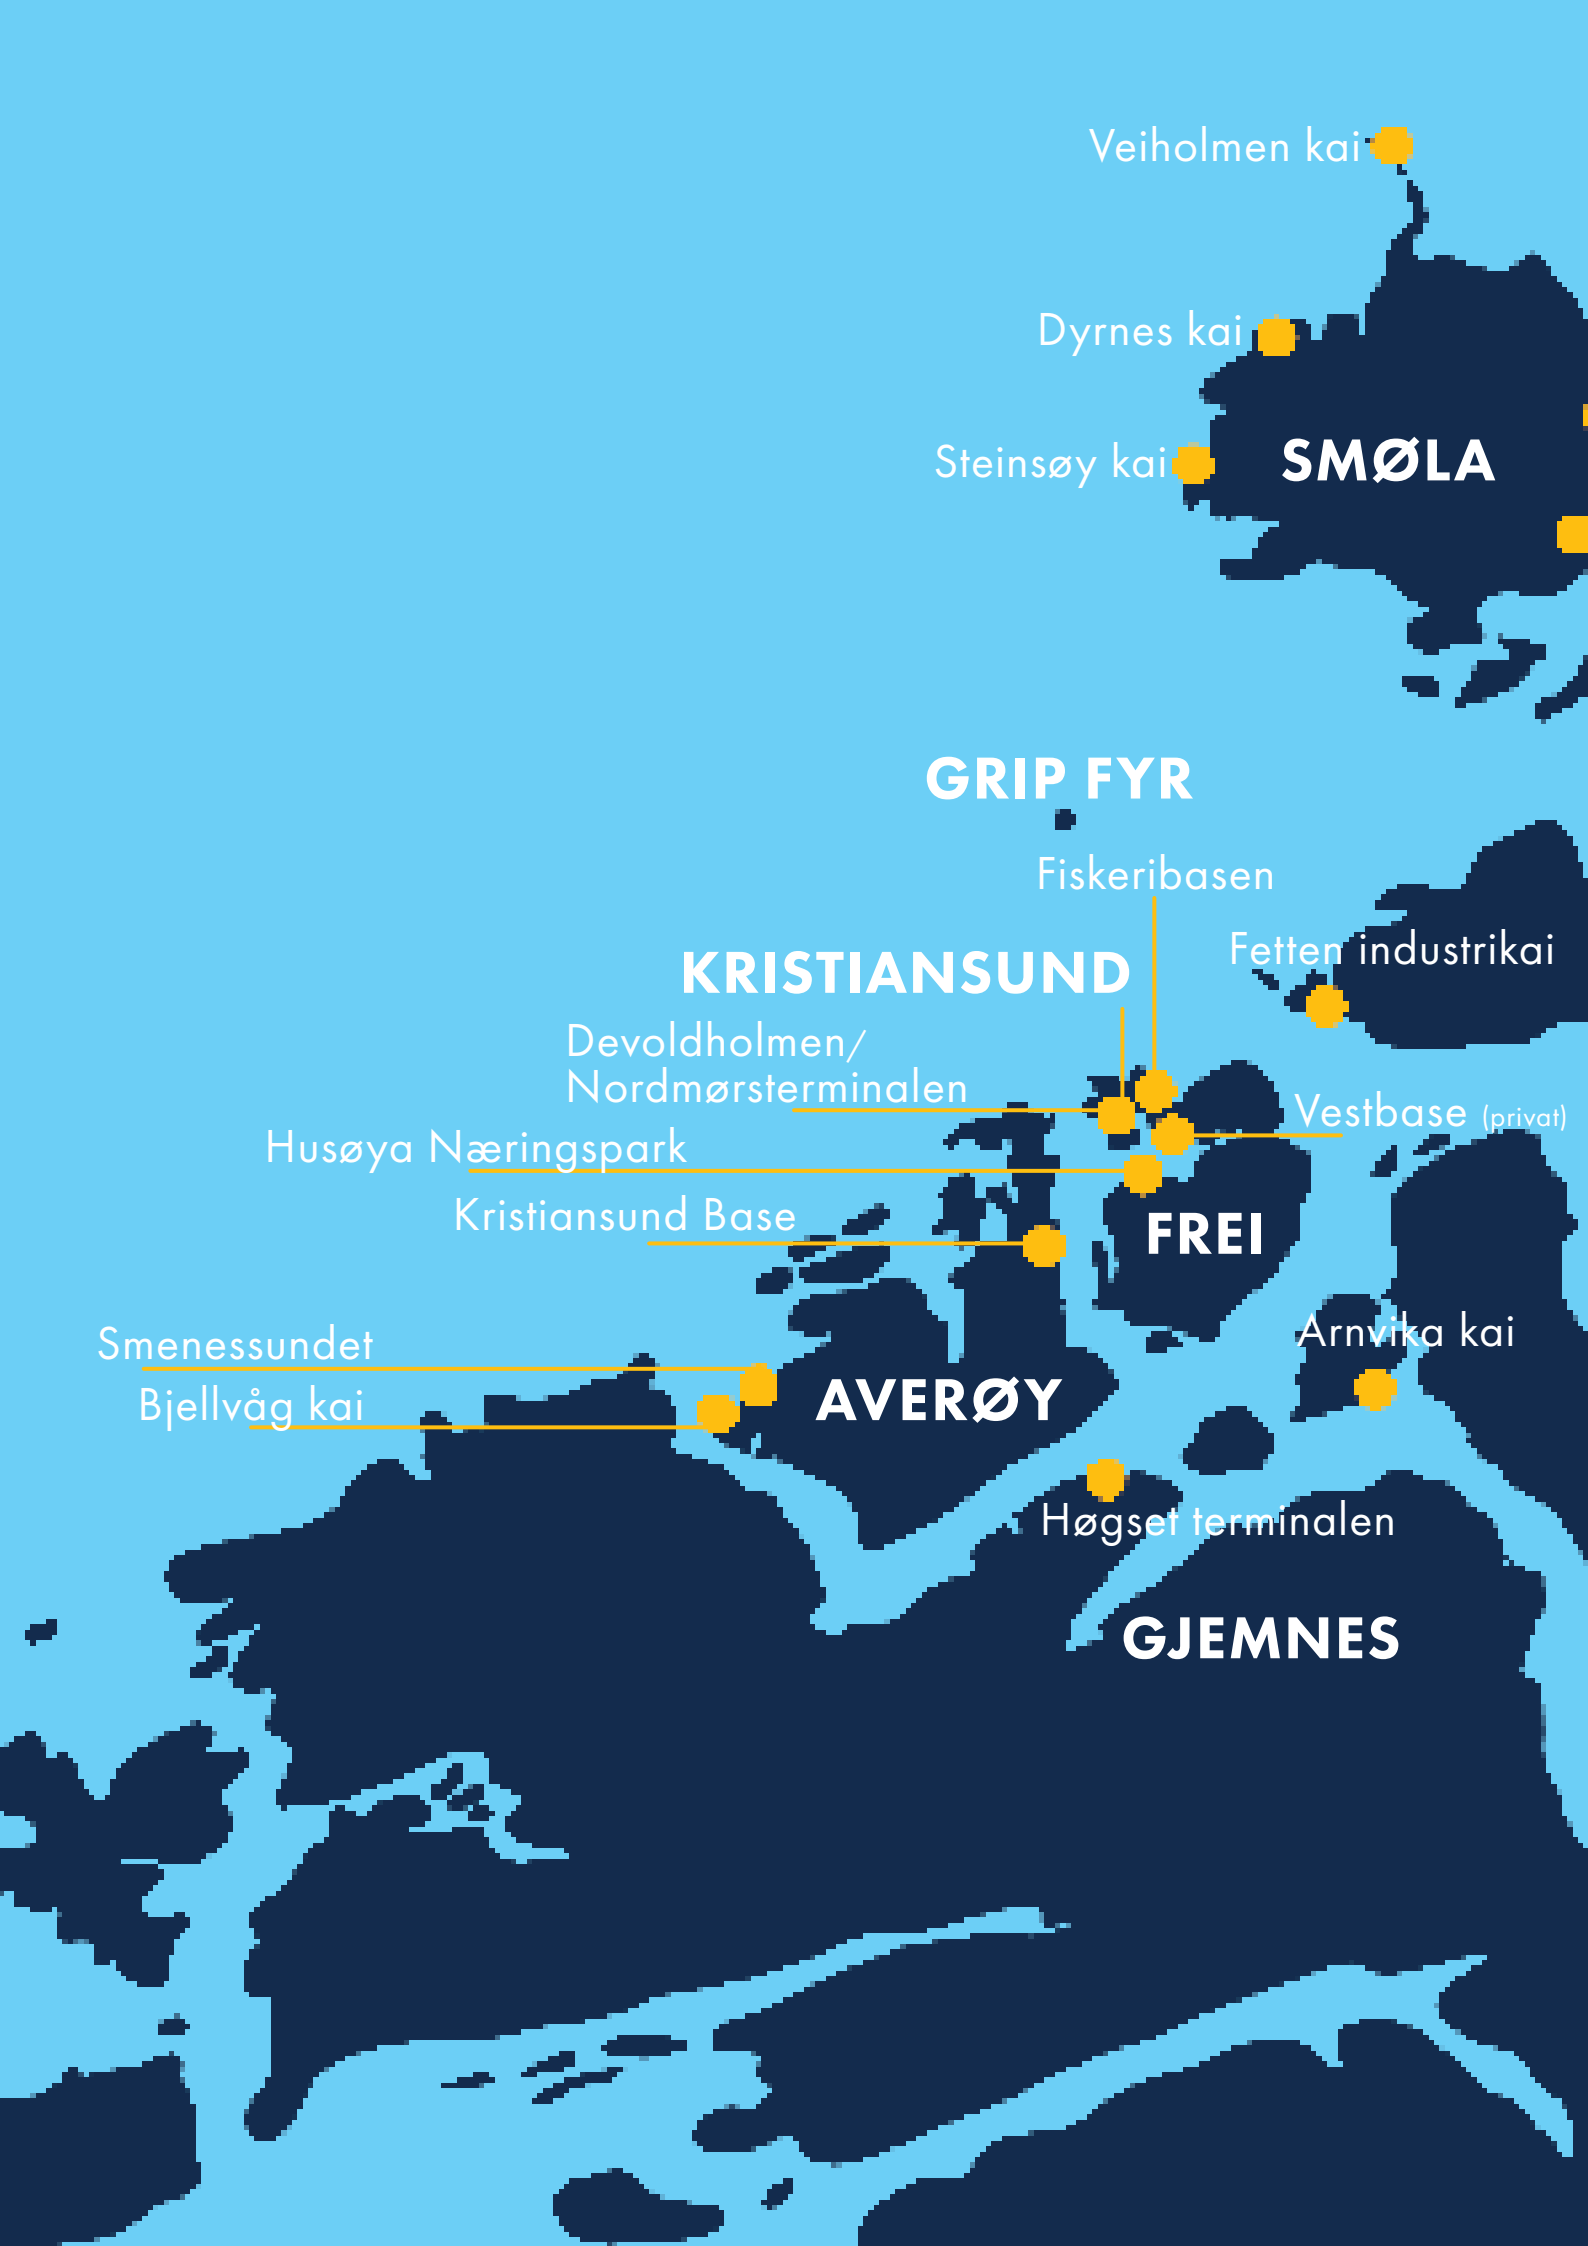 Veiholmen kai
Dyrnes kai
Steinsøy kai
SMØLA
GRIP FYR
Fiskeribasen
Fetten industrikai
KRISTIANSUND
Devoldholmen/
Nordmørsterminalen
Vestbase (privat)
Husøya Næringspark
Kristiansund Base
FREI
Smenessundet
Arnvika kai
Bjellvåg kai
AVERØY
Høgset terminalen
GJEMNES